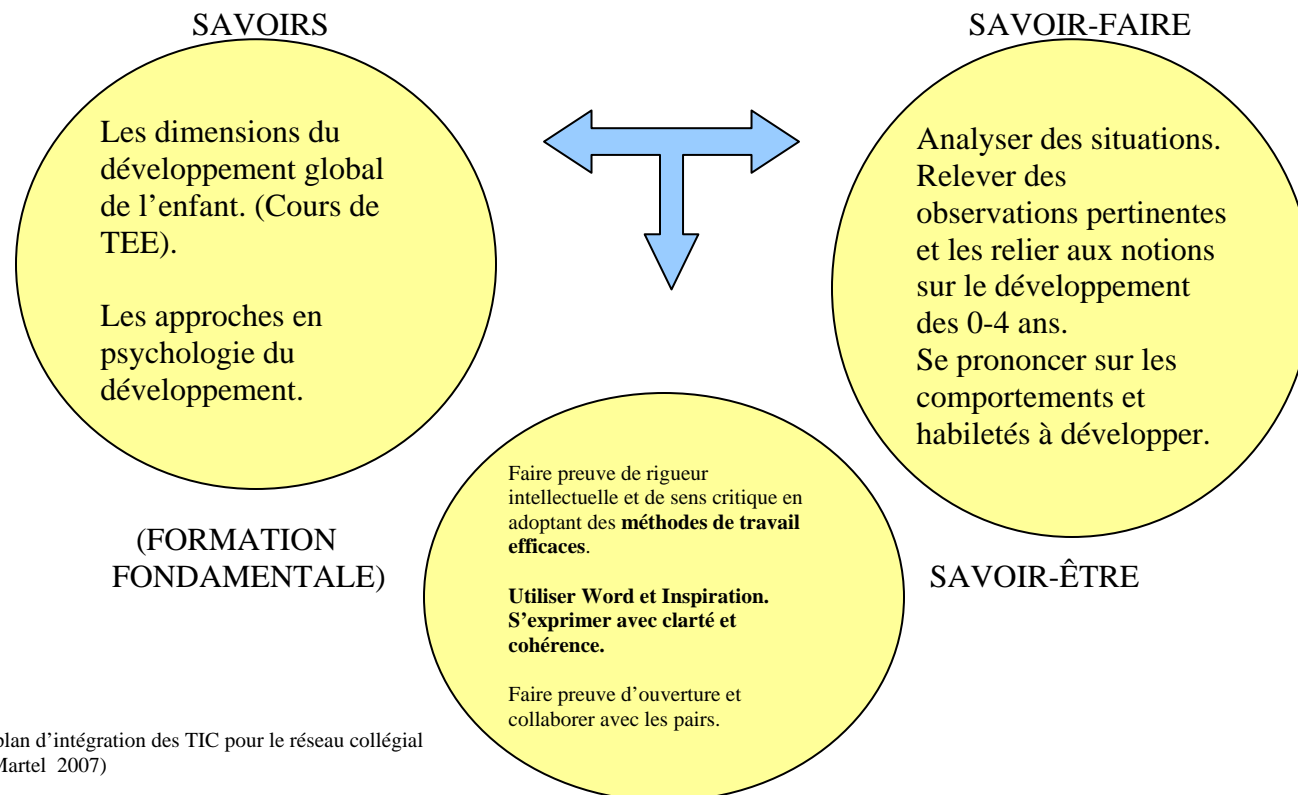 SAVOIRS
Les dimensions du
développement global
de l’enfant. (Cours de
TEE).
Les approches en
psychologie du
développement.
SAVOIR-FAIRE
Analyser des situations.
Relever des
observations pertinentes
et les relier aux notions
sur le développement
des 0-4 ans.
Se prononcer sur les
comportements et
habiletés à développer.
(FORMATION
FONDAMENTALE)
Faire preuve de rigueur
intellectuelle et de sens critique en
adoptant des méthodes de travail
efficaces.
Utiliser Word et Inspiration.
S’exprimer avec clarté et
cohérence.
Faire preuve d’ouverture et
collaborer avec les pairs.
SAVOIR-ÊTRE
plan d’intégration des TIC pour le réseau collégial
Martel 2007)